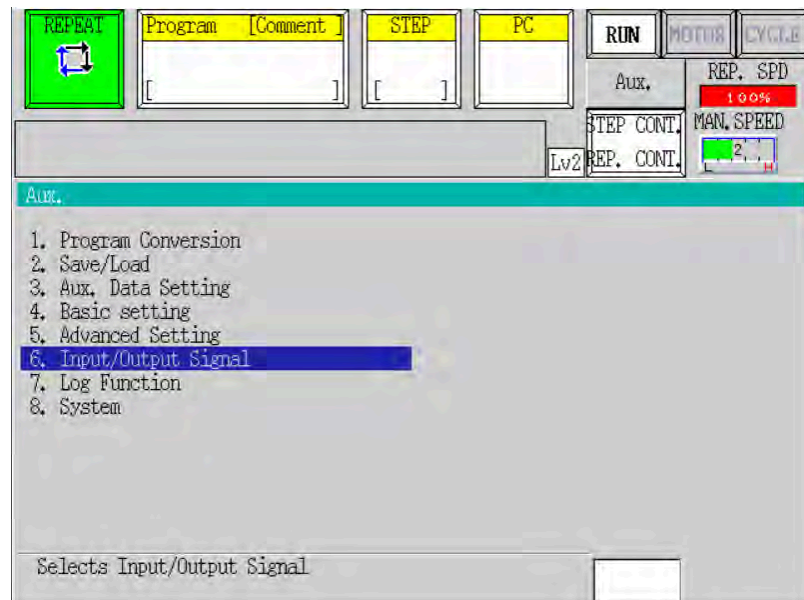 REPEAT
Program [Comment ]
STEP
PC
RUN
MOTOR
CYCLE
[ ]
[ ]
Aux.
REP. SPD
100%
STEP CONT.
REP. CONT.
MAN.SPEED
2
L H
Lv2
Aux.
1. Program Conversion
2. Save/Load
3. Aux. Data Setting
4. Basic setting
5. Advanced Setting
6. Input/Output Signal
7. Log Function
8. System
Selects Input/Output Signal